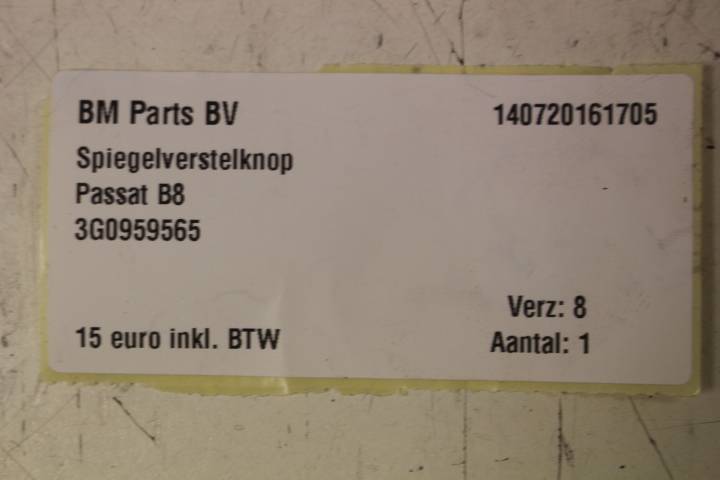 BM Parts BV 140720161705
Spiegelverstelknop
Passat B8
3G0959565
Verz: 8
15 euro inkl. BTW Aantal: 1